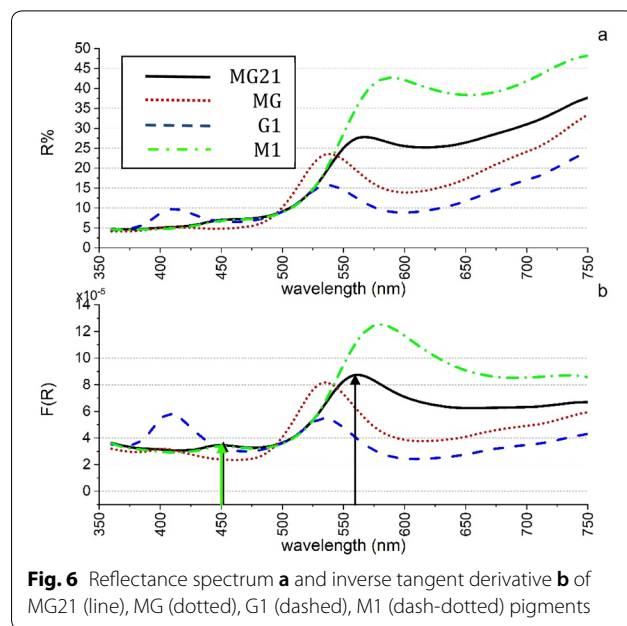 a
50
45
40
35
30
25
20
15
10
5
0
R%
MG21
MG
G1
M1
350
400
450
500
550
600
650
700
750
wavelength (nm)
x10⁻⁵
b
14
12
10
8
6
4
2
0
F(R)
350
400
450
500
550
600
650
700
750
wavelength (nm)
Fig. 6 Reflectance spectrum a and inverse tangent derivative b of
MG21 (line), MG (dotted), G1 (dashed), M1 (dash-dotted) pigments